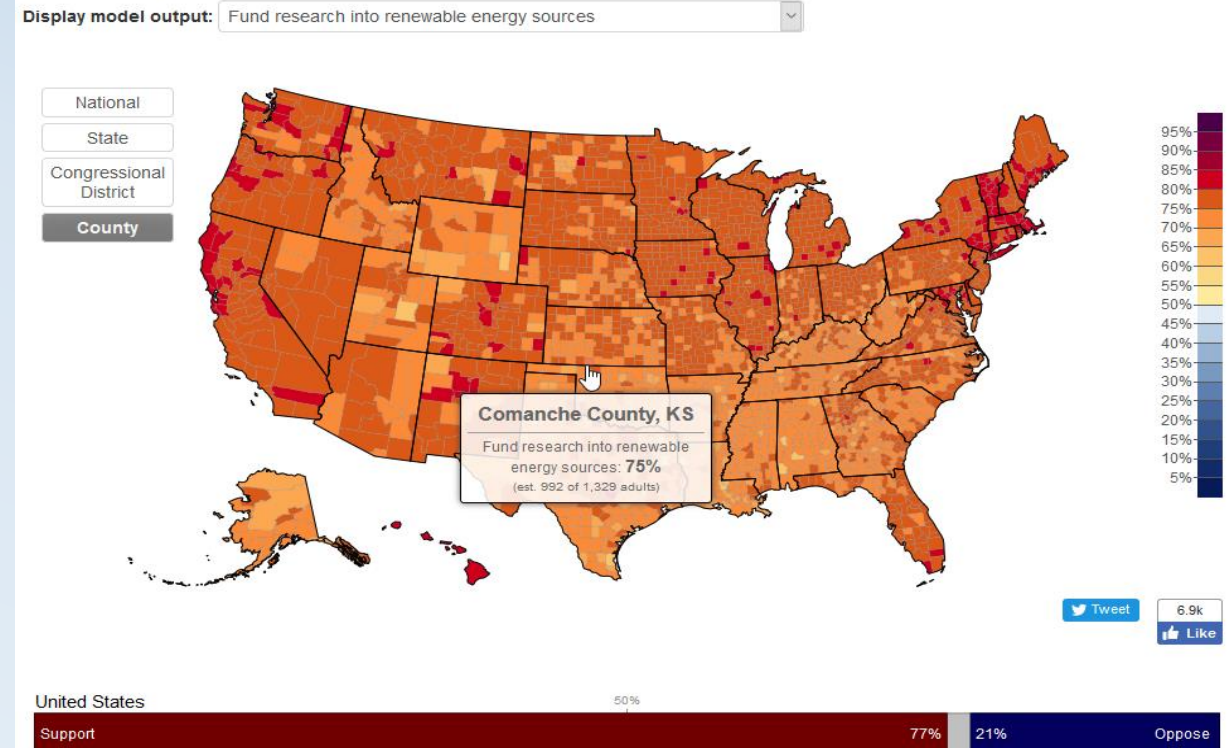 Display model output: Fund research into renewable energy sources
National
State
Congressional
District
County
95%
90%
85%
80%
75%
70%
65%
60%
55%
50%
45%
40%
35%
30%
25%
20%
15%
10%
5%
Comanche County, KS
Fund research into renewable
energy sources: 75%
(est. 992 of 1,329 adults)
Tweet
6.9k
Like
United States
50%
Support 77% 21% Oppose